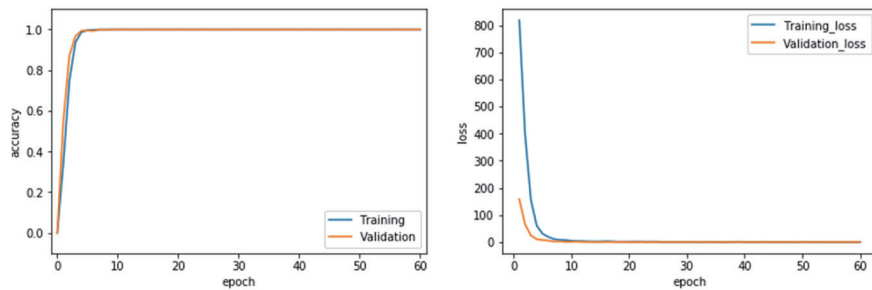 1.0
0.8
0.6
0.4
0.2
0.0
accuracy
Training
Validation
0 10 20 30 40 50 60
epoch
800
700
600
500
400
300
200
100
0
loss
Training_loss
Validation_loss
0 10 20 30 40 50 60
epoch